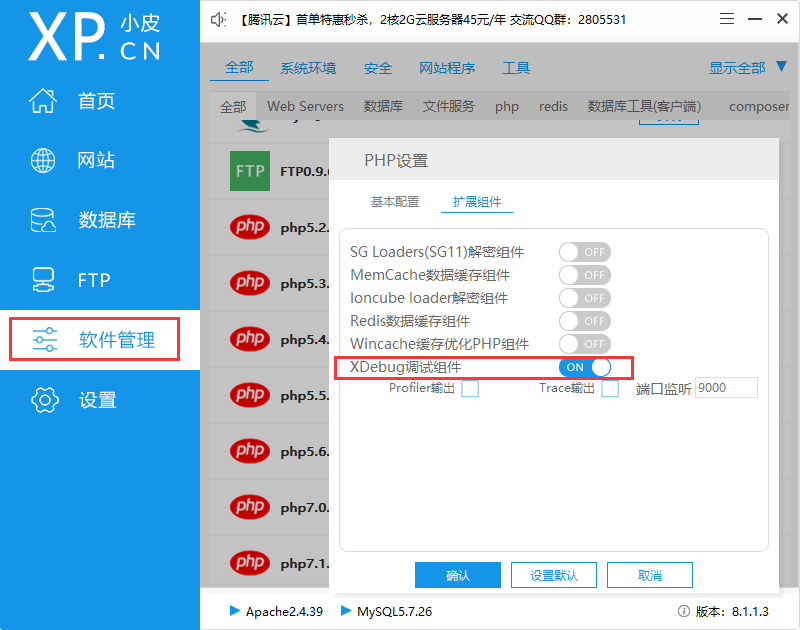 XP.CN 小皮
【腾讯云】首单特惠秒杀，2核2G云服务器45元/年 交流QQ群：2805531
首页
网站
数据库
FTP
软件管理
设置
全部 系统环境 安全 网站程序 工具 显示全部
全部 Web Servers 数据库 文件服务 php redis 数据库工具(客户端) composer
FTP FTP0.9.
php php5.2.
php php5.3.
php php5.4.
php php5.5.
php php5.6.
php php7.0.
php php7.1.
PHP设置
基本配置 扩展组件
SG Loaders(SG11)解密组件 OFF
MemCache数据缓存组件 OFF
Ioncube loader解密组件 OFF
Redis数据缓存组件 OFF
Wincache缓存优化PHP组件 OFF
XDebug调试组件 ON
Profiler输出 Trace输出 端口监听 9000
确认 设置默认 取消
Apache2.4.39 MySQL5.7.26 版本：8.1.1.3